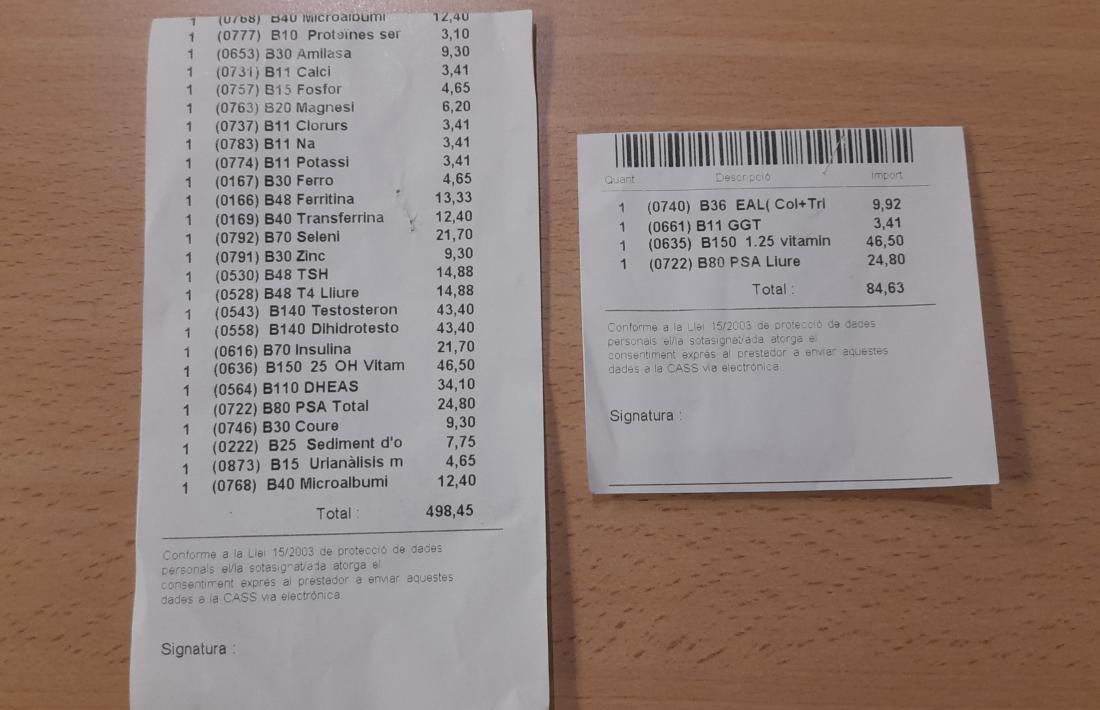 1 (0768) B40 Microalbumi 12,40
1 (0777) B10 Proteïnes ser 3,10
1 (0653) B30 Amilasa 9,30
1 (0731) B11 Calci 3,41
1 (0757) B15 Fosfor 4,65
1 (0763) B20 Magnesi 6,20
1 (0737) B11 Clorurs 3,41
1 (0783) B11 Na 3,41
1 (0774) B11 Potassi 3,41
1 (0167) B30 Ferro 4,65
1 (0166) B48 Ferritina 13,33
1 (0169) B40 Transferrina 12,40
1 (0792) B70 Seleni 21,70
1 (0791) B30 Zinc 9,30
1 (0530) B48 TSH 14,88
1 (0528) B48 T4 Lliure 14,88
1 (0543) B140 Testosteron 43,40
1 (0558) B140 Dihidrotesto 43,40
1 (0616) B70 Insulina 21,70
1 (0636) B150 25 OH Vitam 46,50
1 (0564) B110 DHEAS 34,10
1 (0722) B80 PSA Total 24,80
1 (0746) B30 Coure 9,30
1 (0222) B25 Sediment d'o 7,75
1 (0873) B15 Urianàlisis m 4,65
1 (0768) B40 Microalbumi 12,40
Total : 498,45
Conforme a la Llei 15/2003 de protecció de dades
personals el/la sotasignat/ada atorga el
consentiment exprés al prestador a enviar aquestes
dades a la CASS via electrónica.
Signatura :
Quant Descripció Import
1 (0740) B36 EAL( Col+Tri 9,92
1 (0661) B11 GGT 3,41
1 (0635) B150 1.25 vitamin 46,50
1 (0722) B80 PSA Lliure 24,80
Total : 84,63
Conforme a la Llei 15/2003 de protecció de dades
personals el/la sotasignat/ada atorga el
consentiment exprés al prestador a enviar aquestes
dades a la CASS via electrónica.
Signatura :